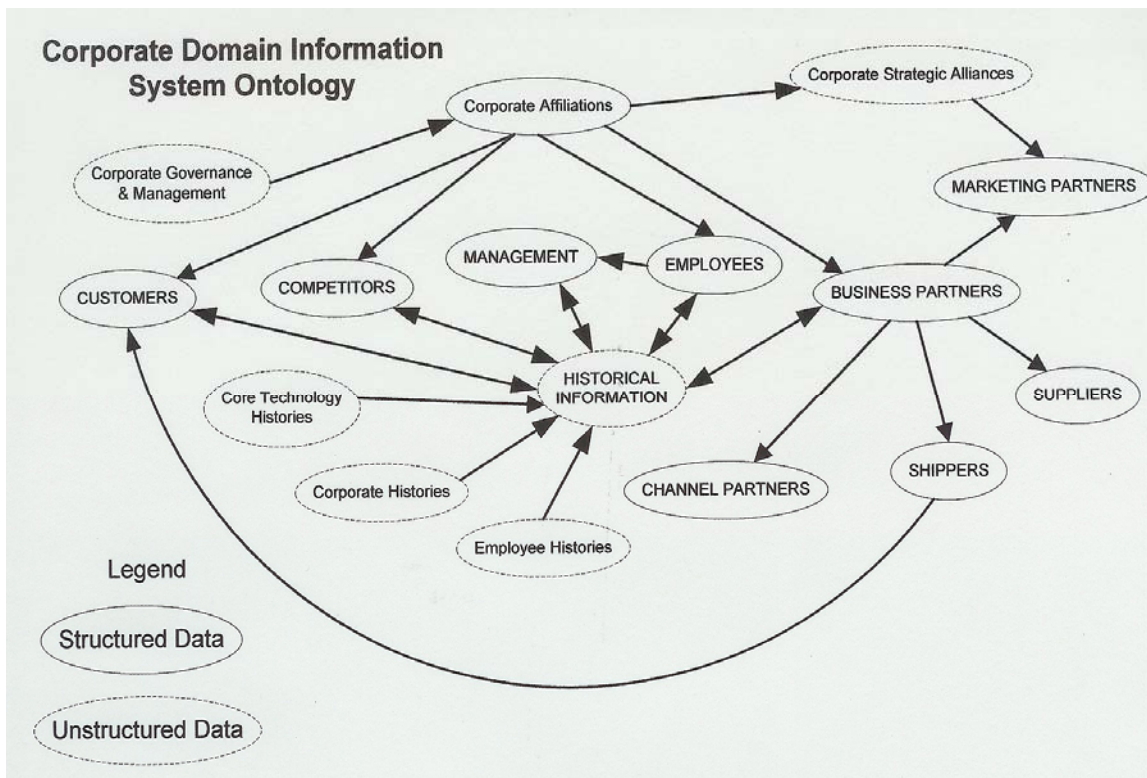 Corporate Domain Information
System Ontology
Corporate Affiliations
Corporate Strategic Alliances
Corporate Governance
& Management
MARKETING PARTNERS
MANAGEMENT
EMPLOYEES
CUSTOMERS
COMPETITORS
BUSINESS PARTNERS
HISTORICAL
INFORMATION
Core Technology
Histories
SUPPLIERS
Corporate Histories
CHANNEL PARTNERS
SHIPPERS
Employee Histories
Legend
Structured Data
Unstructured Data